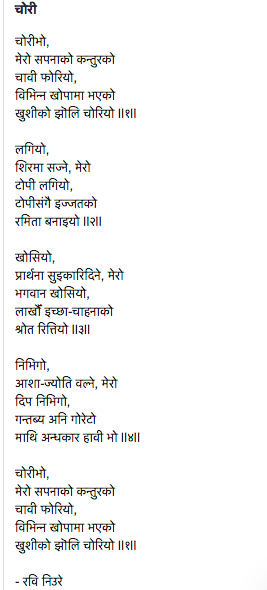 चोरी
चोरीभो,
मेरो सपनाको कन्तुरको
चावी फोरियो,
विभिन्न खोपामा भएको
खुशीको झोलि चोरियो ॥१॥
लगियो,
शिरमा सज्ने, मेरो
टोपी लगियो,
टोपीसंगै इज्जतको
रमिता बनाइयो ॥२॥
खोसियो,
प्रार्थना सुइकारिदिने, मेरो
भगवान खोसियो,
लाखौँ इच्छा-चाहनाको
श्रोत रित्तियो ॥३॥
निभिगो,
आशा-ज्योति वल्ने, मेरो
दिप निभिगो,
गन्तब्य अनि गोरेटो
माथि अन्धकार हावी भो ॥४॥
चोरीभो,
मेरो सपनाको कन्तुरको
चावी फोरियो,
विभिन्न खोपामा भएको
खुशीको झोलि चोरियो ॥१॥
- रवि निउरे